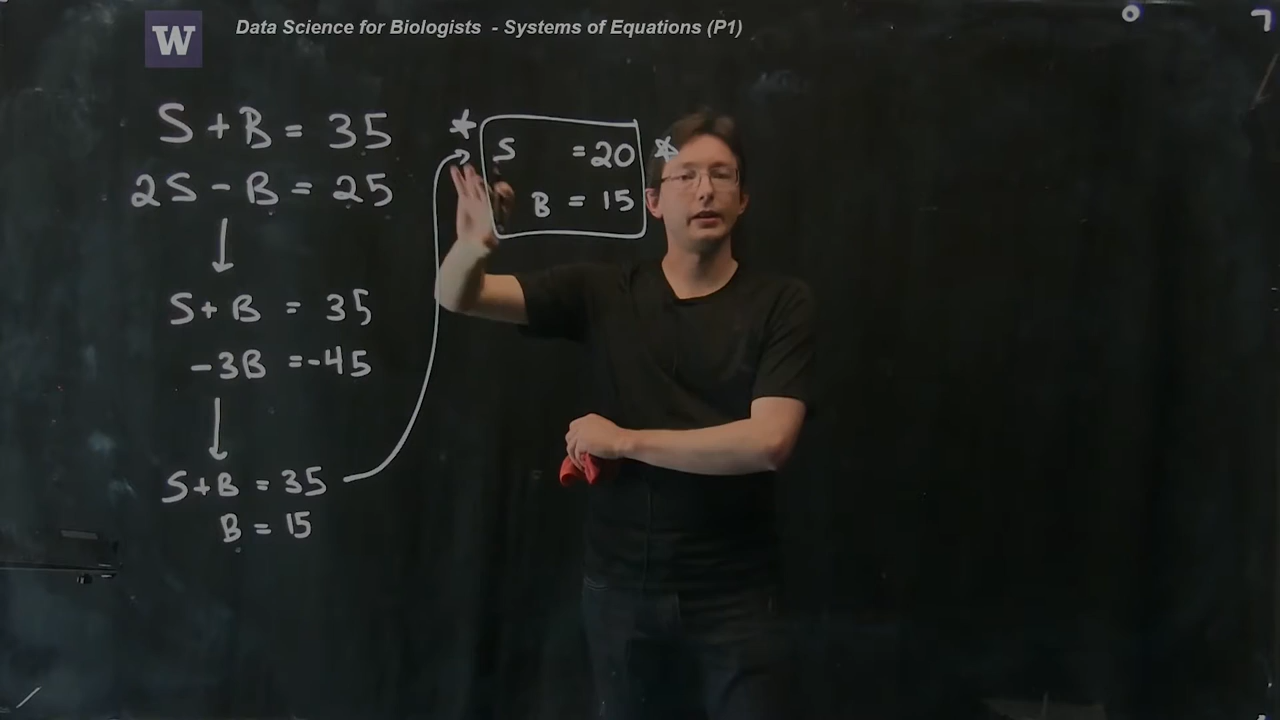 W
Data Science for Biologists - Systems of Equations (P1)
S + B = 35
2S - B = 25
S + B = 35
-3B = -45
S + B = 35
B = 15
S = 20
B = 15